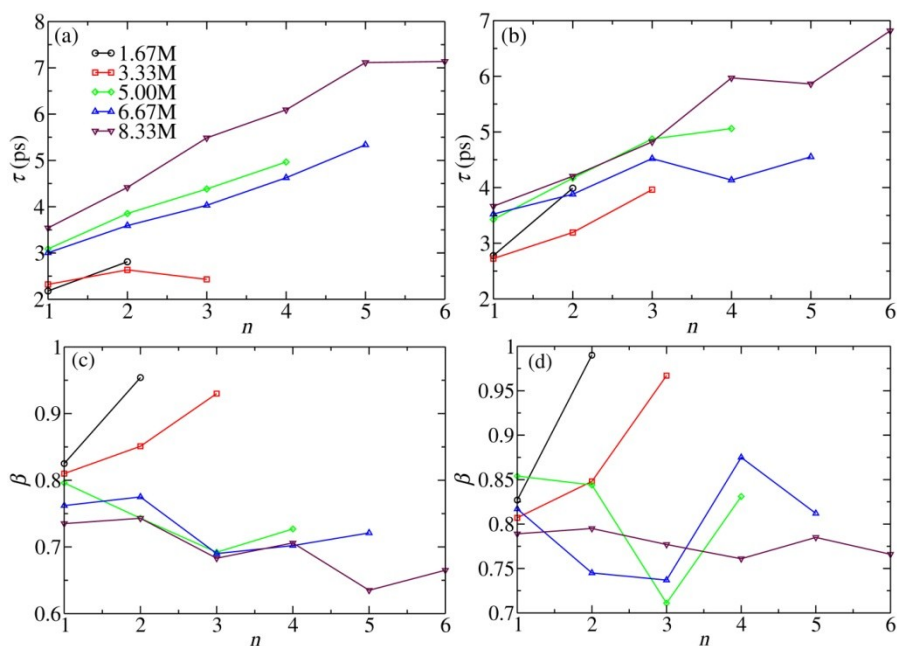 (a)
8
7
6
5
4
3
2
τ (ps)
1.67M
3.33M
5.00M
6.67M
8.33M
1 2 3 4 5 6
n
(b)
7
6
5
4
3
2
τ (ps)
1 2 3 4 5 6
n
(c)
1
0.9
0.8
0.7
0.6
β
1 2 3 4 5 6
n
(d)
1
0.95
0.9
0.85
0.8
0.75
0.7
β
1 2 3 4 5 6
n